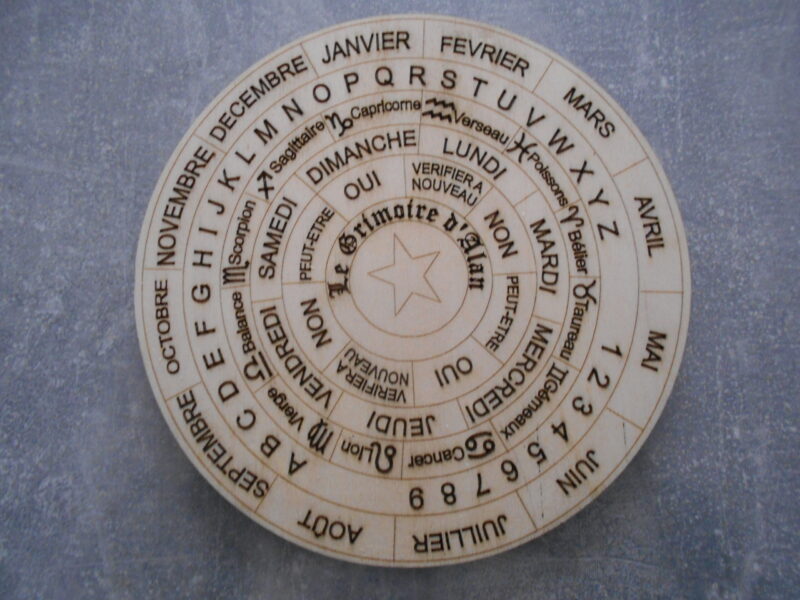 JANVIER
FEVRIER
MARS
AVRIL
MAI
JUIN
JUILLIER
AOÛT
SEPTEMBRE
OCTOBRE
NOVEMBRE
DECEMBRE
A B C D E F G H I J K L M N O P Q R S T U V W X Y Z
1 2 3 4 5 6 7 8 9
♑ Capricorne
♒ Verseau
♓ Poissons
♈ Bélier
♉ Taureau
♊ Gémeaux
♋ Cancer
♌ Lion
♍ Vierge
♎ Balance
♏ Scorpion
♐ Sagittaire
DIMANCHE
LUNDI
MARDI
MERCREDI
JEUDI
VENDREDI
SAMEDI
OUI
VERIFIER A
NOUVEAU
NON
PEUT-ETRE
OUI
VERIFIER A
NOUVEAU
NON
PEUT-ETRE
Le Grimoire d'Alan